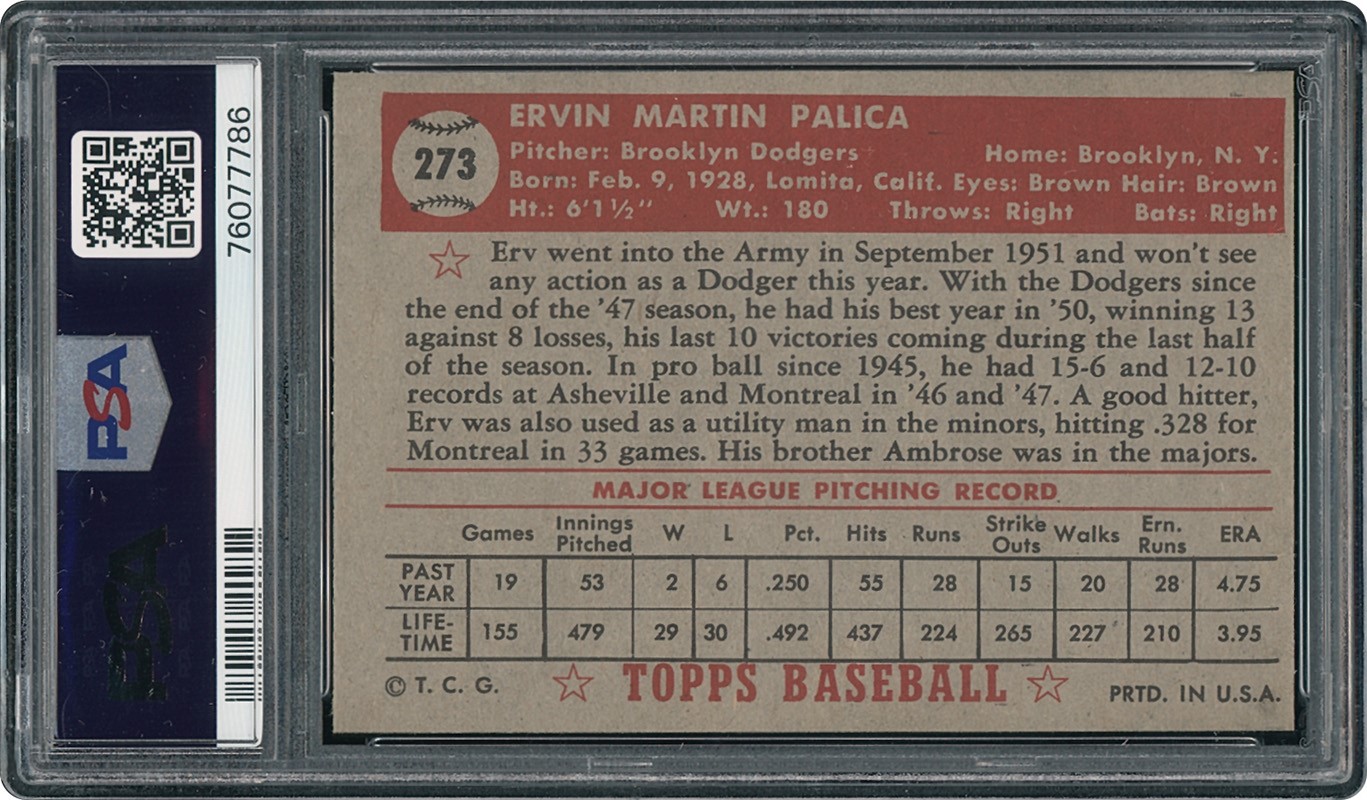 76077786
PSA
PSA
ERVIN MARTIN PALICA
273
Pitcher: Brooklyn Dodgers Home: Brooklyn, N. Y.
Born: Feb. 9, 1928, Lomita, Calif. Eyes: Brown Hair: Brown
Ht.: 6'1½" Wt.: 180 Throws: Right Bats: Right
Erv went into the Army in September 1951 and won't see
any action as a Dodger this year. With the Dodgers since
the end of the '47 season, he had his best year in '50, winning 13
against 8 losses, his last 10 victories coming during the last half
of the season. In pro ball since 1945, he had 15-6 and 12-10
records at Asheville and Montreal in '46 and '47. A good hitter,
Erv was also used as a utility man in the minors, hitting .328 for
Montreal in 33 games. His brother Ambrose was in the majors.
MAJOR LEAGUE PITCHING RECORD
Games Innings Pitched W L Pct. Hits Runs Strike Outs Walks Ern. Runs ERA
PAST YEAR 19 53 2 6 .250 55 28 15 20 28 4.75
LIFE-TIME 155 479 29 30 .492 437 224 265 227 210 3.95
© T. C. G. TOPPS BASEBALL PRTD. IN U.S.A.